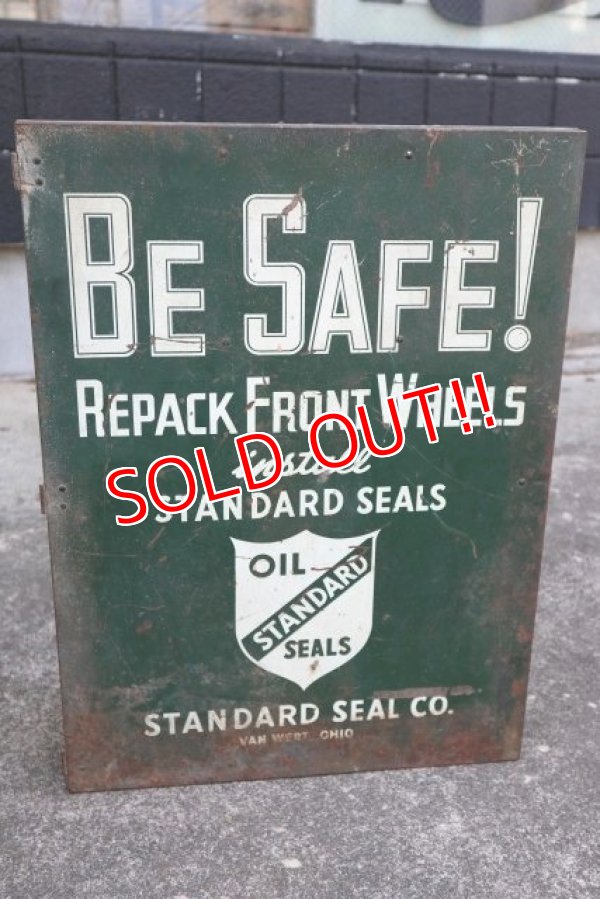 BE SAFE!
REPACK FRONT WHEELS
install
STANDARD SEALS
SOLD OUT!!
OIL
STANDARD
SEALS
STANDARD SEAL CO.
VAN WERT, OHIO